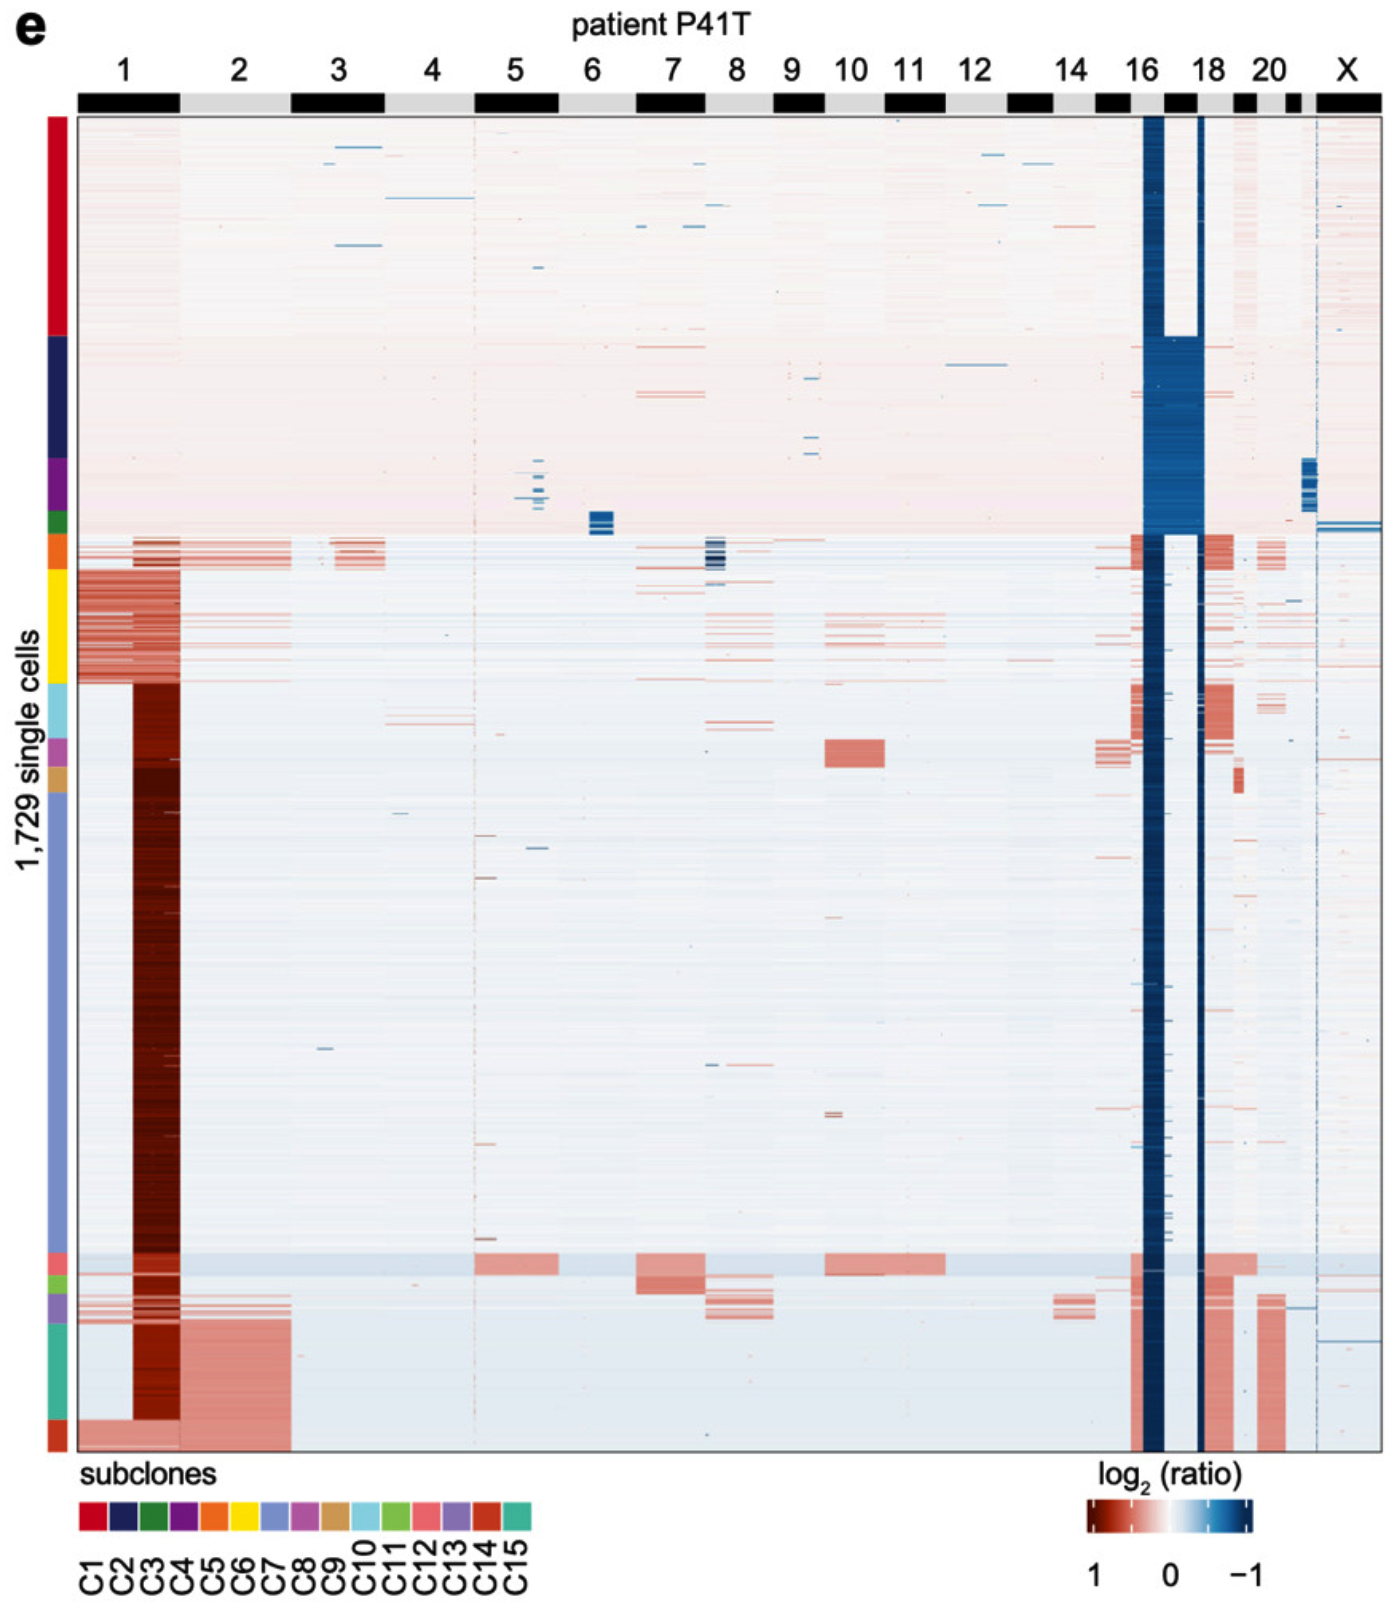 e
patient P41T
1 2 3 4 5 6 7 8 9 10 11 12 14 16 18 20 X
1,729 single cells
subclones
C1 C2 C3 C4 C5 C6 C7 C8 C9 C10 C11 C12 C13 C14 C15
log₂ (ratio)
1 0 −1